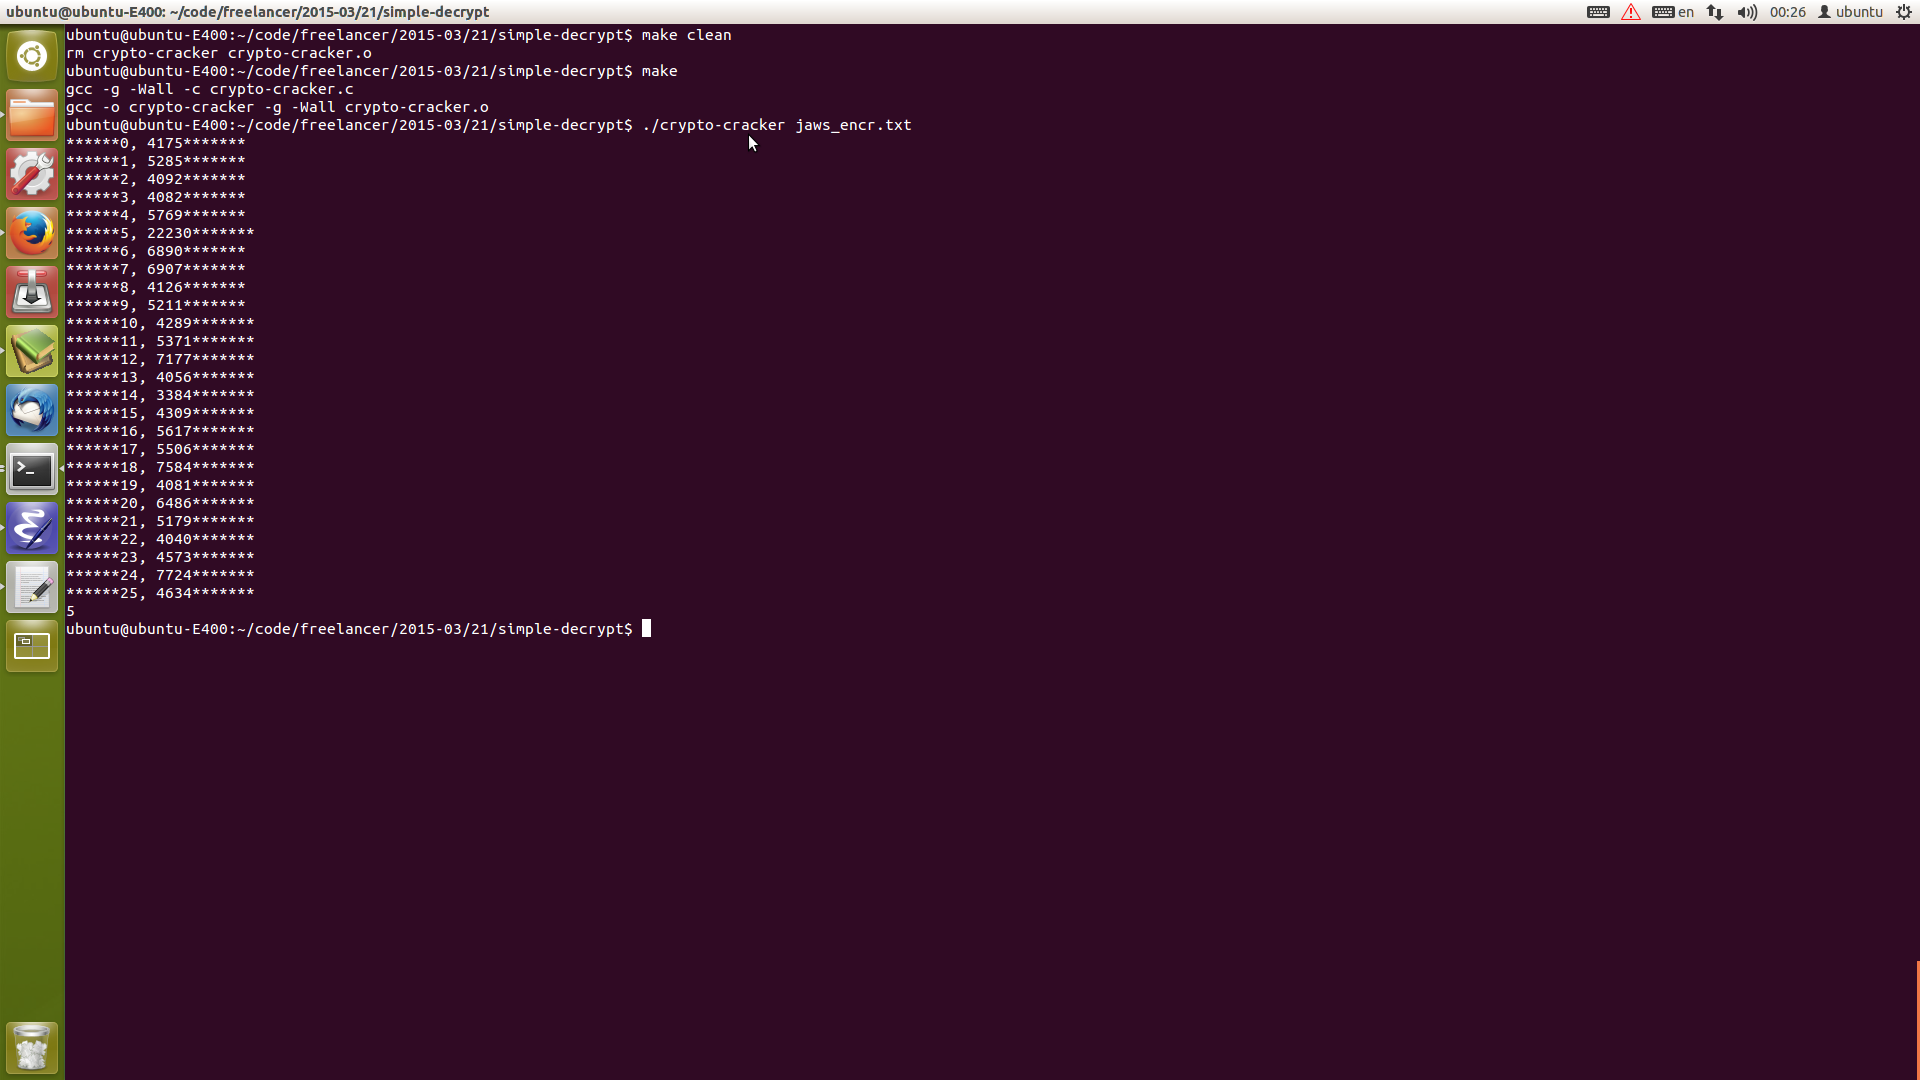 ubuntu@ubuntu-E400: ~/code/freelancer/2015-03/21/simple-decrypt
en
00:26
ubuntu
ubuntu@ubuntu-E400:~/code/freelancer/2015-03/21/simple-decrypt$ make clean
rm crypto-cracker crypto-cracker.o
ubuntu@ubuntu-E400:~/code/freelancer/2015-03/21/simple-decrypt$ make
gcc -g -Wall -c crypto-cracker.c
gcc -o crypto-cracker -g -Wall crypto-cracker.o
ubuntu@ubuntu-E400:~/code/freelancer/2015-03/21/simple-decrypt$ ./crypto-cracker jaws_encr.txt
******0, 4175*******
******1, 5285*******
******2, 4092*******
******3, 4082*******
******4, 5769*******
******5, 22230*******
******6, 6890*******
******7, 6907*******
******8, 4126*******
******9, 5211*******
******10, 4289*******
******11, 5371*******
******12, 7177*******
******13, 4056*******
******14, 3384*******
******15, 4309*******
******16, 5617*******
******17, 5506*******
******18, 7584*******
******19, 4081*******
******20, 6486*******
******21, 5179*******
******22, 4040*******
******23, 4573*******
******24, 7724*******
******25, 4634*******
5
ubuntu@ubuntu-E400:~/code/freelancer/2015-03/21/simple-decrypt$